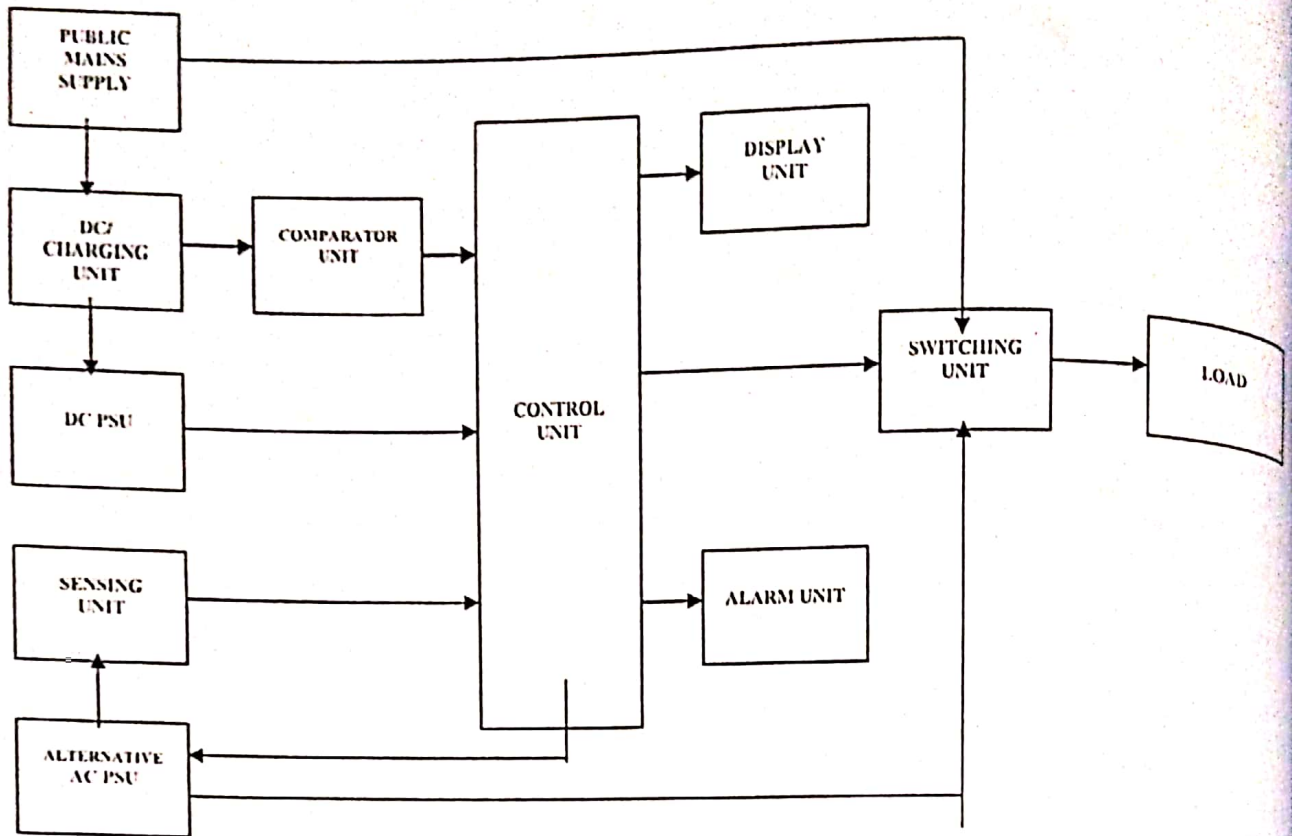 PUBLIC
MAINS
SUPPLY
DC/
CHARGING
UNIT
COMPARATOR
UNIT
DC PSU
SENSING
UNIT
ALTERNATIVE
AC PSU
CONTROL
UNIT
DISPLAY
UNIT
ALARM UNIT
SWITCHING
UNIT
LOAD